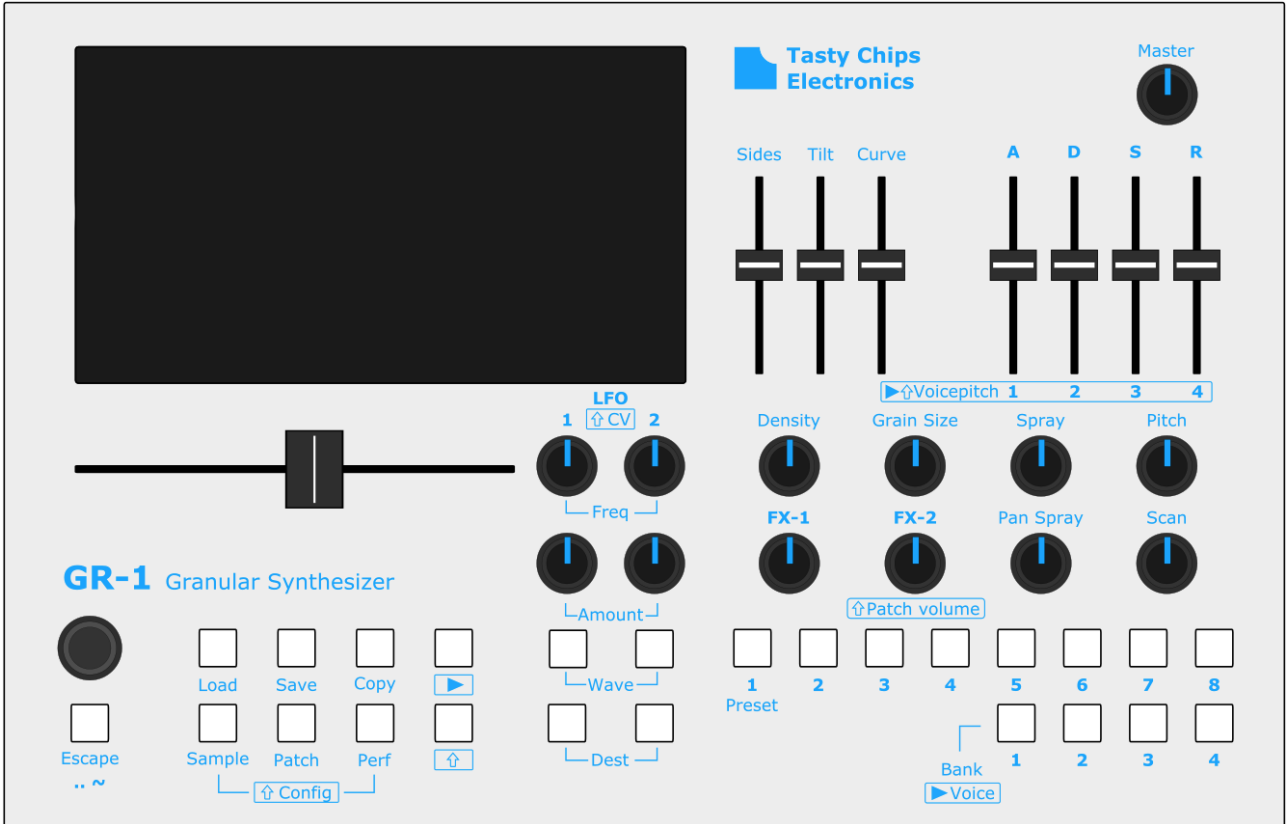 Tasty Chips
Electronics
Master
Sides Tilt Curve A D S R
▶⇧Voicepitch 1 2 3 4
LFO
1 ⇧ CV 2
Density Grain Size Spray Pitch
Freq
FX-1 FX-2 Pan Spray Scan
GR-1 Granular Synthesizer
Amount
⇧Patch volume
Load Save Copy ▶
Wave
1 2 3 4 5 6 7 8
Preset
Escape Sample Patch Perf ⇧
Dest
1 2 3 4
.. ~
⇧ Config
Bank
▶Voice